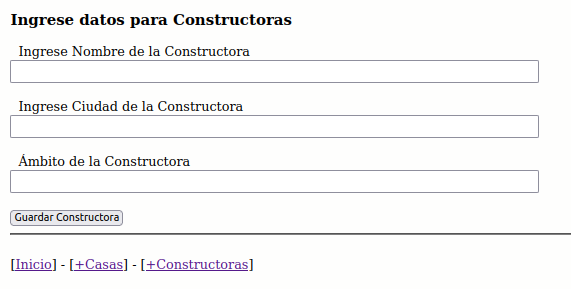 Ingrese datos para Constructoras
Ingrese Nombre de la Constructora
Ingrese Ciudad de la Constructora
Ámbito de la Constructora
Guardar Constructora
[Inicio] - [+Casas] - [+Constructoras]